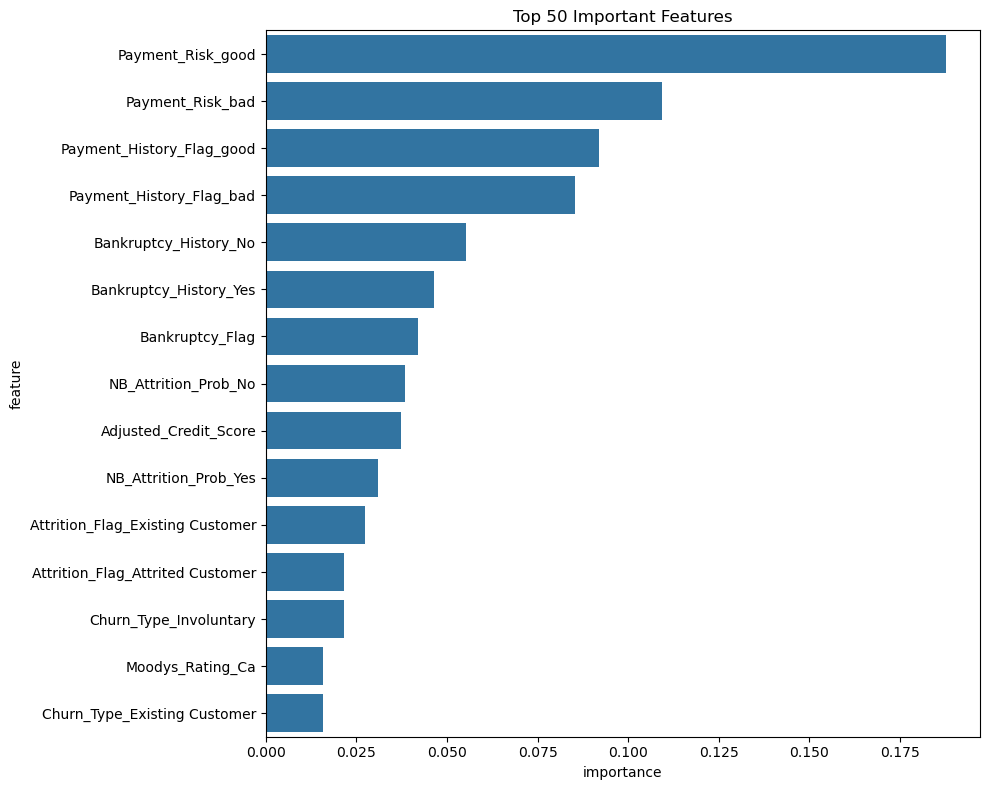 Top 50 Important Features
feature
Payment_Risk_good
Payment_Risk_bad
Payment_History_Flag_good
Payment_History_Flag_bad
Bankruptcy_History_No
Bankruptcy_History_Yes
Bankruptcy_Flag
NB_Attrition_Prob_No
Adjusted_Credit_Score
NB_Attrition_Prob_Yes
Attrition_Flag_Existing Customer
Attrition_Flag_Attrited Customer
Churn_Type_Involuntary
Moodys_Rating_Ca
Churn_Type_Existing Customer
0.000 0.025 0.050 0.075 0.100 0.125 0.150 0.175
importance